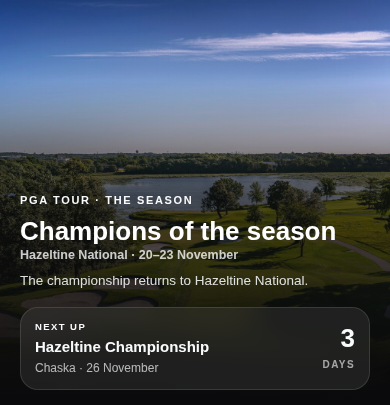 PGA TOUR · THE SEASON
Champions of the season
Hazeltine National · 20–23 November
The championship returns to Hazeltine National.
NEXT UP
Hazeltine Championship
Chaska · 26 November
3
DAYS